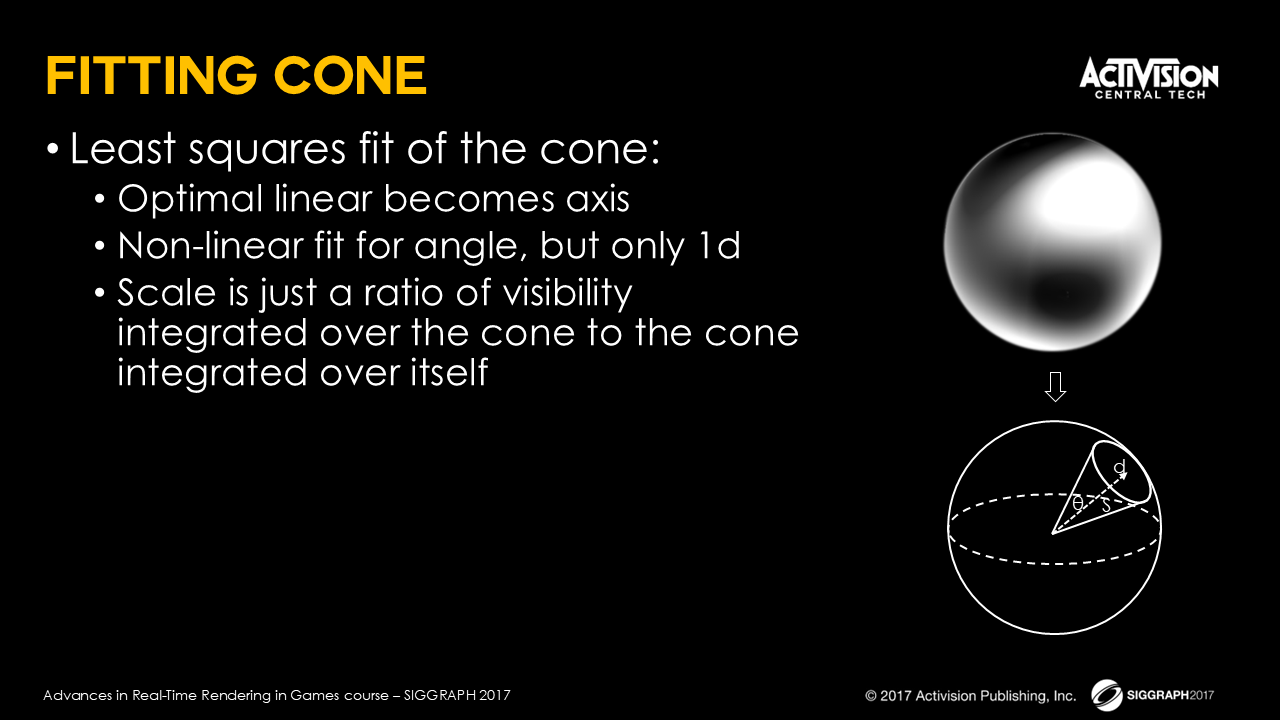 FITTING CONE
ACTIVISION
CENTRAL TECH
• Least squares fit of the cone:
• Optimal linear becomes axis
• Non-linear fit for angle, but only 1d
• Scale is just a ratio of visibility
integrated over the cone to the cone
integrated over itself
d
θ s
Advances in Real-Time Rendering in Games course – SIGGRAPH 2017
© 2017 Activision Publishing, Inc.
SIGGRAPH2017